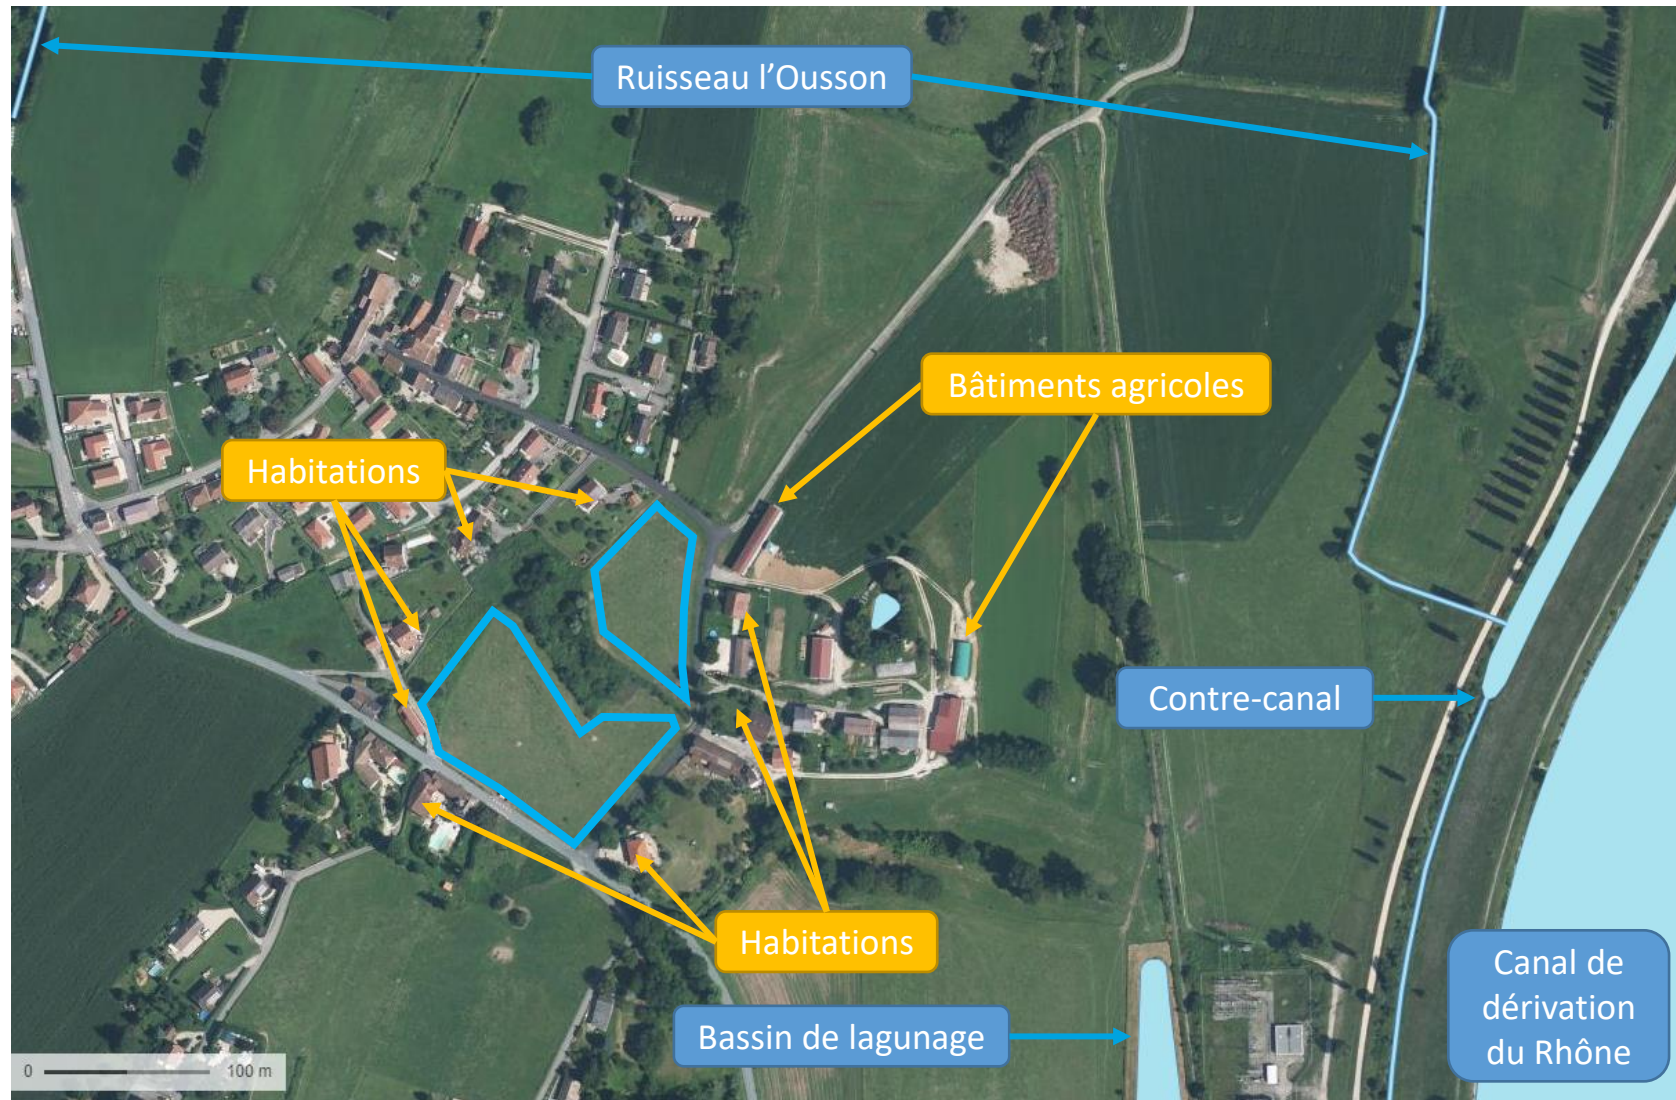 Ruisseau l’Ousson
Bâtiments agricoles
Habitations
Contre-canal
Habitations
Canal de
dérivation
du Rhône
Bassin de lagunage
0 100 m